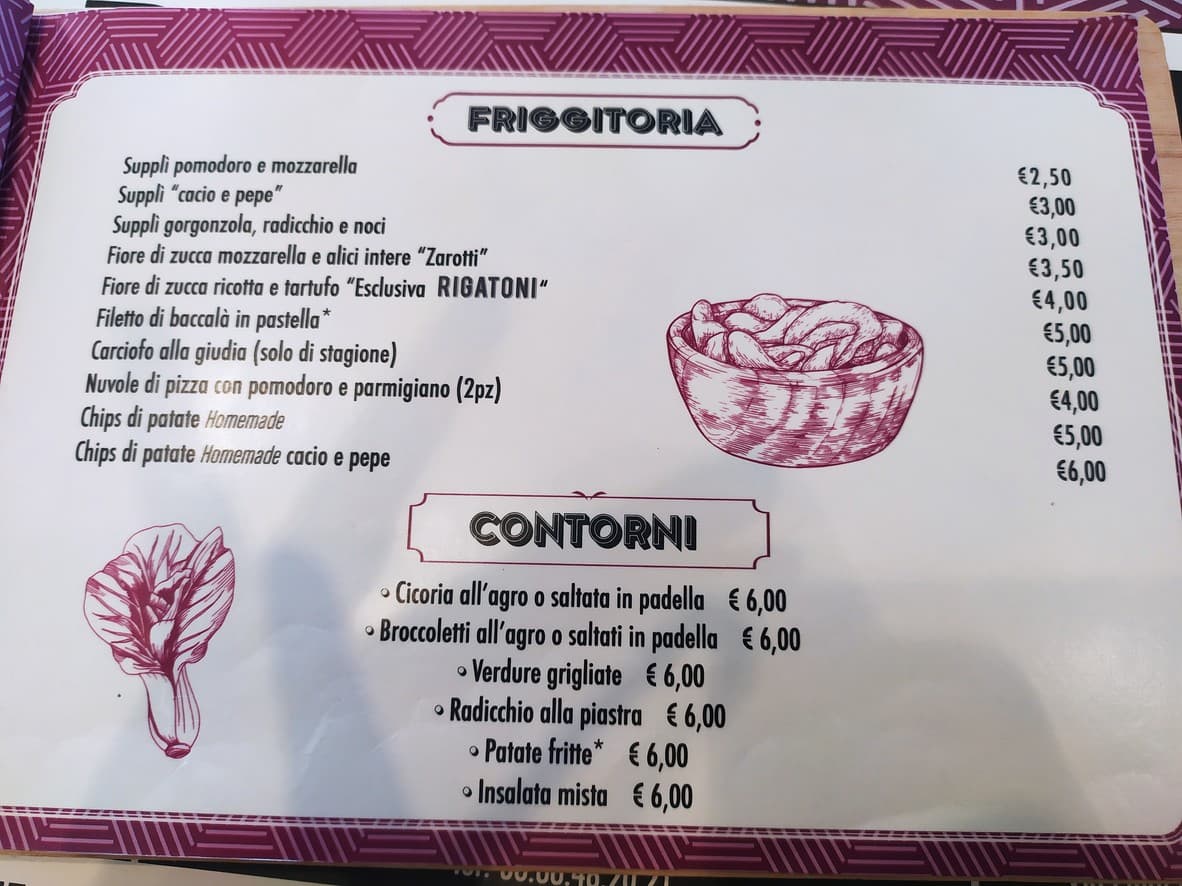 FRIGGITORIA
Supplì pomodoro e mozzarella €2,50
Supplì “cacio e pepe” €3,00
Supplì gorgonzola, radicchio e noci €3,00
Fiore di zucca mozzarella e alici intere “Zarotti” €3,50
Fiore di zucca ricotta e tartufo “Esclusiva RIGATONI“ €4,00
Filetto di baccalà in pastella* €5,00
Carciofo alla giudia (solo di stagione) €5,00
Nuvole di pizza con pomodoro e parmigiano (2pz) €4,00
Chips di patate Homemade €5,00
Chips di patate Homemade cacio e pepe €6,00
CONTORNI
◦ Cicoria all’agro o saltata in padella € 6,00
◦ Broccoletti all’agro o saltati in padella € 6,00
◦ Verdure grigliate € 6,00
◦ Radicchio alla piastra € 6,00
◦ Patate fritte* € 6,00
◦ Insalata mista € 6,00